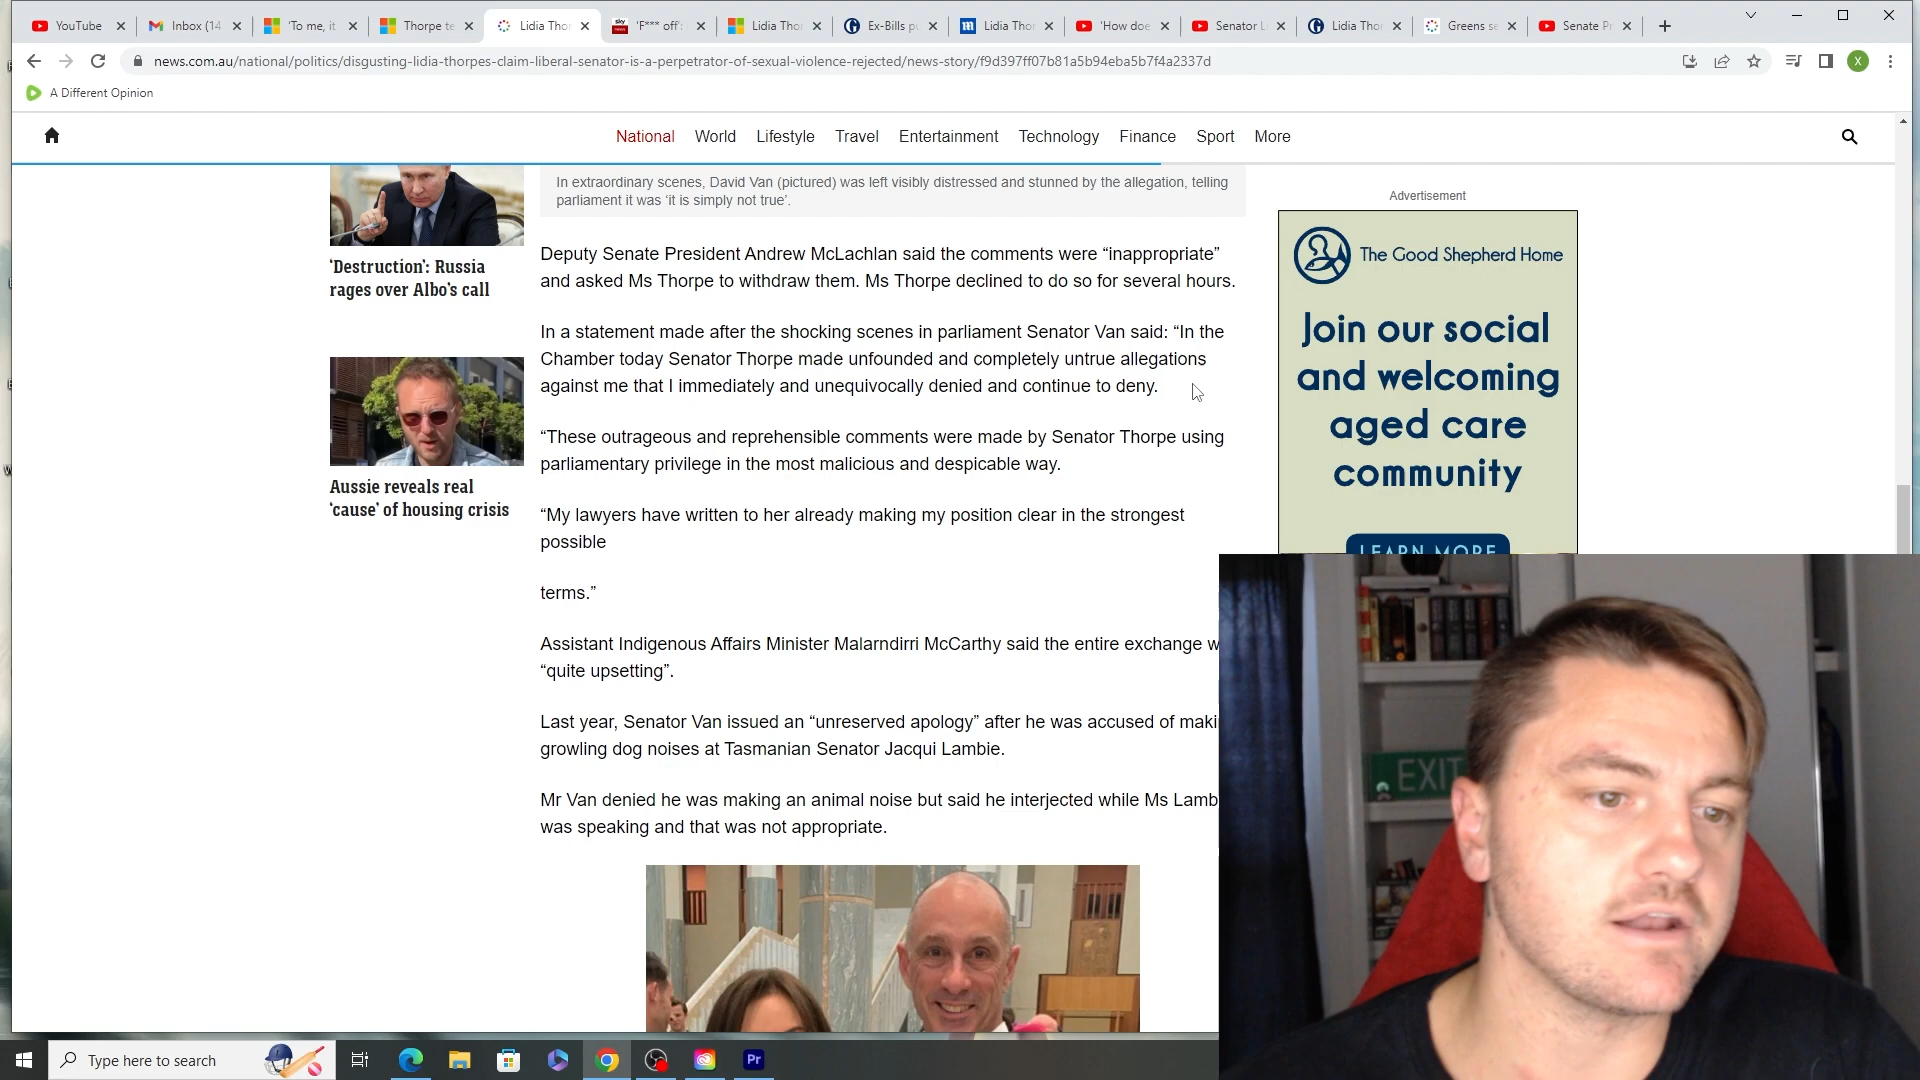 YouTube
Inbox (14
'To me, it
Thorpe te
Lidia Thor
'F*** off'
Lidia Thor
Ex-Bills pu
Lidia Thor
'How doe
Senator L
Lidia Thor
Greens se
Senate Pr
news.com.au/national/politics/disgusting-lidia-thorpes-claim-liberal-senator-is-a-perpetrator-of-sexual-violence-rejected/news-story/f9d397ff07b81a5b94eba5b7f4a2337d
X
A Different Opinion
National World Lifestyle Travel Entertainment Technology Finance Sport More
‘Destruction’: Russia
rages over Albo’s call
Aussie reveals real
‘cause’ of housing crisis
In extraordinary scenes, David Van (pictured) was left visibly distressed and stunned by the allegation, telling
parliament it was ‘it is simply not true’.
Deputy Senate President Andrew McLachlan said the comments were “inappropriate”
and asked Ms Thorpe to withdraw them. Ms Thorpe declined to do so for several hours.
In a statement made after the shocking scenes in parliament Senator Van said: “In the
Chamber today Senator Thorpe made unfounded and completely untrue allegations
against me that I immediately and unequivocally denied and continue to deny.
“These outrageous and reprehensible comments were made by Senator Thorpe using
parliamentary privilege in the most malicious and despicable way.
“My lawyers have written to her already making my position clear in the strongest
possible
terms.”
Assistant Indigenous Affairs Minister Malarndirri McCarthy said the entire exchange w
“quite upsetting”.
Last year, Senator Van issued an “unreserved apology” after he was accused of maki
growling dog noises at Tasmanian Senator Jacqui Lambie.
Mr Van denied he was making an animal noise but said he interjected while Ms Lamb
was speaking and that was not appropriate.
Advertisement
The Good Shepherd Home
Join our social
and welcoming
aged care
community
LEARN MORE
EXIT
Type here to search
Pr